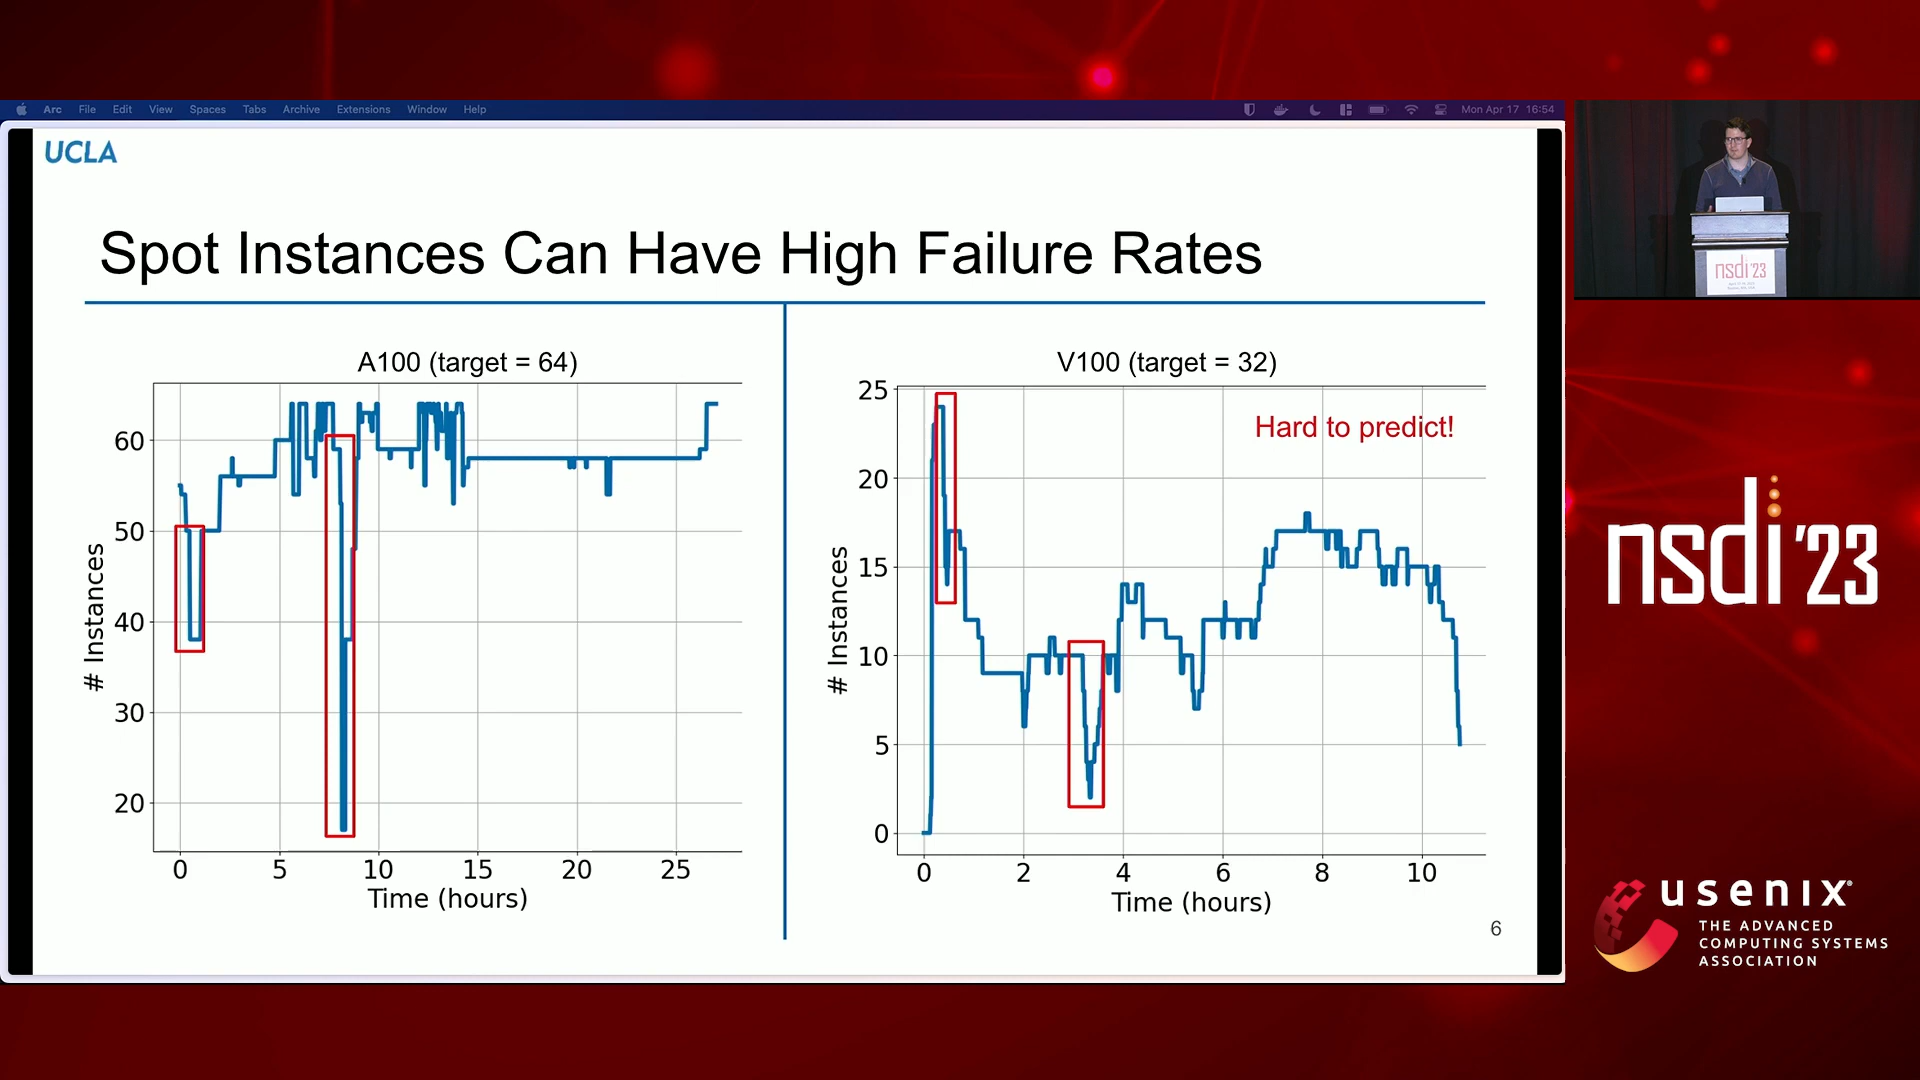 Arc File Edit View Spaces Tabs Archive Extensions Window Help
Mon Apr 17 16:54
UCLA
Spot Instances Can Have High Failure Rates
A100 (target = 64)
60
50
40
30
20
# Instances
0 5 10 15 20 25
Time (hours)
V100 (target = 32)
Hard to predict!
25
20
15
10
5
0
# Instances
0 2 4 6 8 10
Time (hours)
6
nsdi '23
nsdi '23
usenix
THE ADVANCED
COMPUTING SYSTEMS
ASSOCIATION